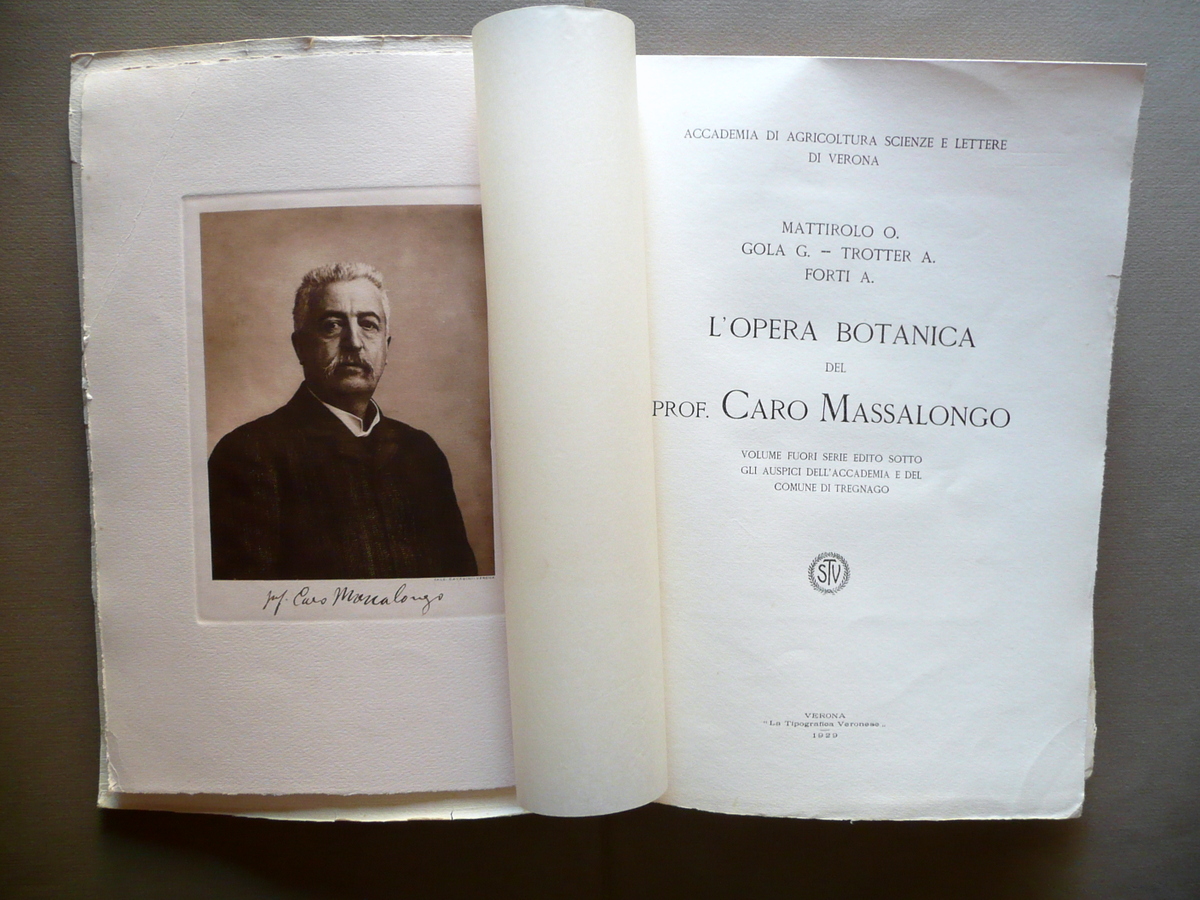 prof. Caro Massalongo
ACCADEMIA DI AGRICOLTURA SCIENZE E LETTERE
DI VERONA
MATTIROLO O.
GOLA G. – TROTTER A.
FORTI A.
L'OPERA BOTANICA
DEL
PROF. CARO MASSALONGO
VOLUME FUORI SERIE EDITO SOTTO
GLI AUSPICI DELL'ACCADEMIA E DEL
COMUNE DI TREGNAGO
STV
VERONA
"La Tipografica Veronese„
1929